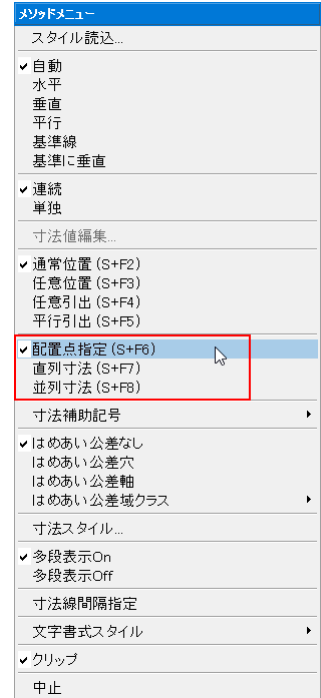 メソッドメニュー
スタイル読込...
自動
水平
垂直
平行
基準線
基準に垂直
連続
単独
寸法値編集...
通常位置(S+F2)
任意位置(S+F3)
任意引出(S+F4)
平行引出(S+F5)
配置点指定(S+F6)
直列寸法(S+F7)
並列寸法(S+F8)
寸法補助記号
はめあい公差なし
はめあい公差穴
はめあい公差軸
はめあい公差域クラス
寸法スタイル...
多段表示On
多段表示Off
寸法線間隔指定
文字書式スタイル
クリップ
中止